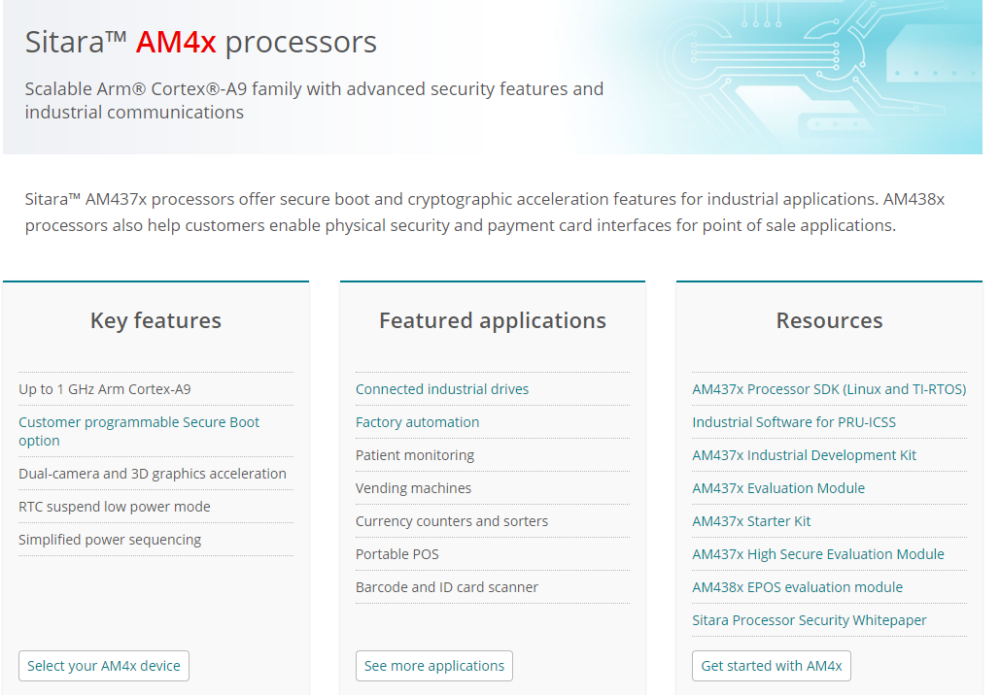 Sitara™ AM4x processors
Scalable Arm® Cortex®-A9 family with advanced security features and
industrial communications
Sitara™ AM437x processors offer secure boot and cryptographic acceleration features for industrial applications. AM438x
processors also help customers enable physical security and payment card interfaces for point of sale applications.
Key features
Up to 1 GHz Arm Cortex-A9
Customer programmable Secure Boot
option
Dual-camera and 3D graphics acceleration
RTC suspend low power mode
Simplified power sequencing
Select your AM4x device
Featured applications
Connected industrial drives
Factory automation
Patient monitoring
Vending machines
Currency counters and sorters
Portable POS
Barcode and ID card scanner
See more applications
Resources
AM437x Processor SDK (Linux and TI-RTOS)
Industrial Software for PRU-ICSS
AM437x Industrial Development Kit
AM437x Evaluation Module
AM437x Starter Kit
AM437x High Secure Evaluation Module
AM438x EPOS evaluation module
Sitara Processor Security Whitepaper
Get started with AM4x